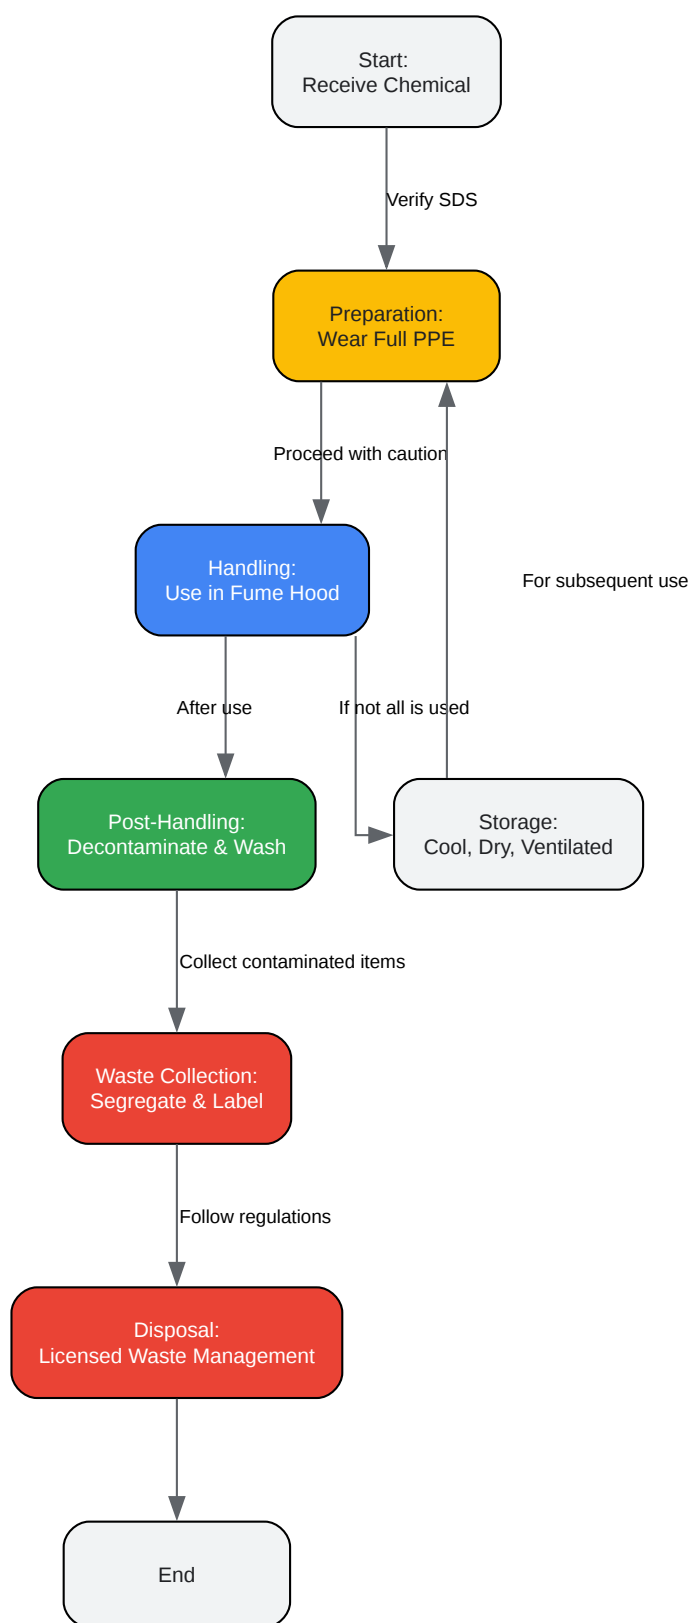 Start:
Receive Chemical
Verify SDS
Preparation:
Wear Full PPE
Proceed with caution
Handling:
Use in Fume Hood
For subsequent use
After use
If not all is used
Post-Handling:
Decontaminate & Wash
Storage:
Cool, Dry, Ventilated
Collect contaminated items
Waste Collection:
Segregate & Label
Follow regulations
Disposal:
Licensed Waste Management
End